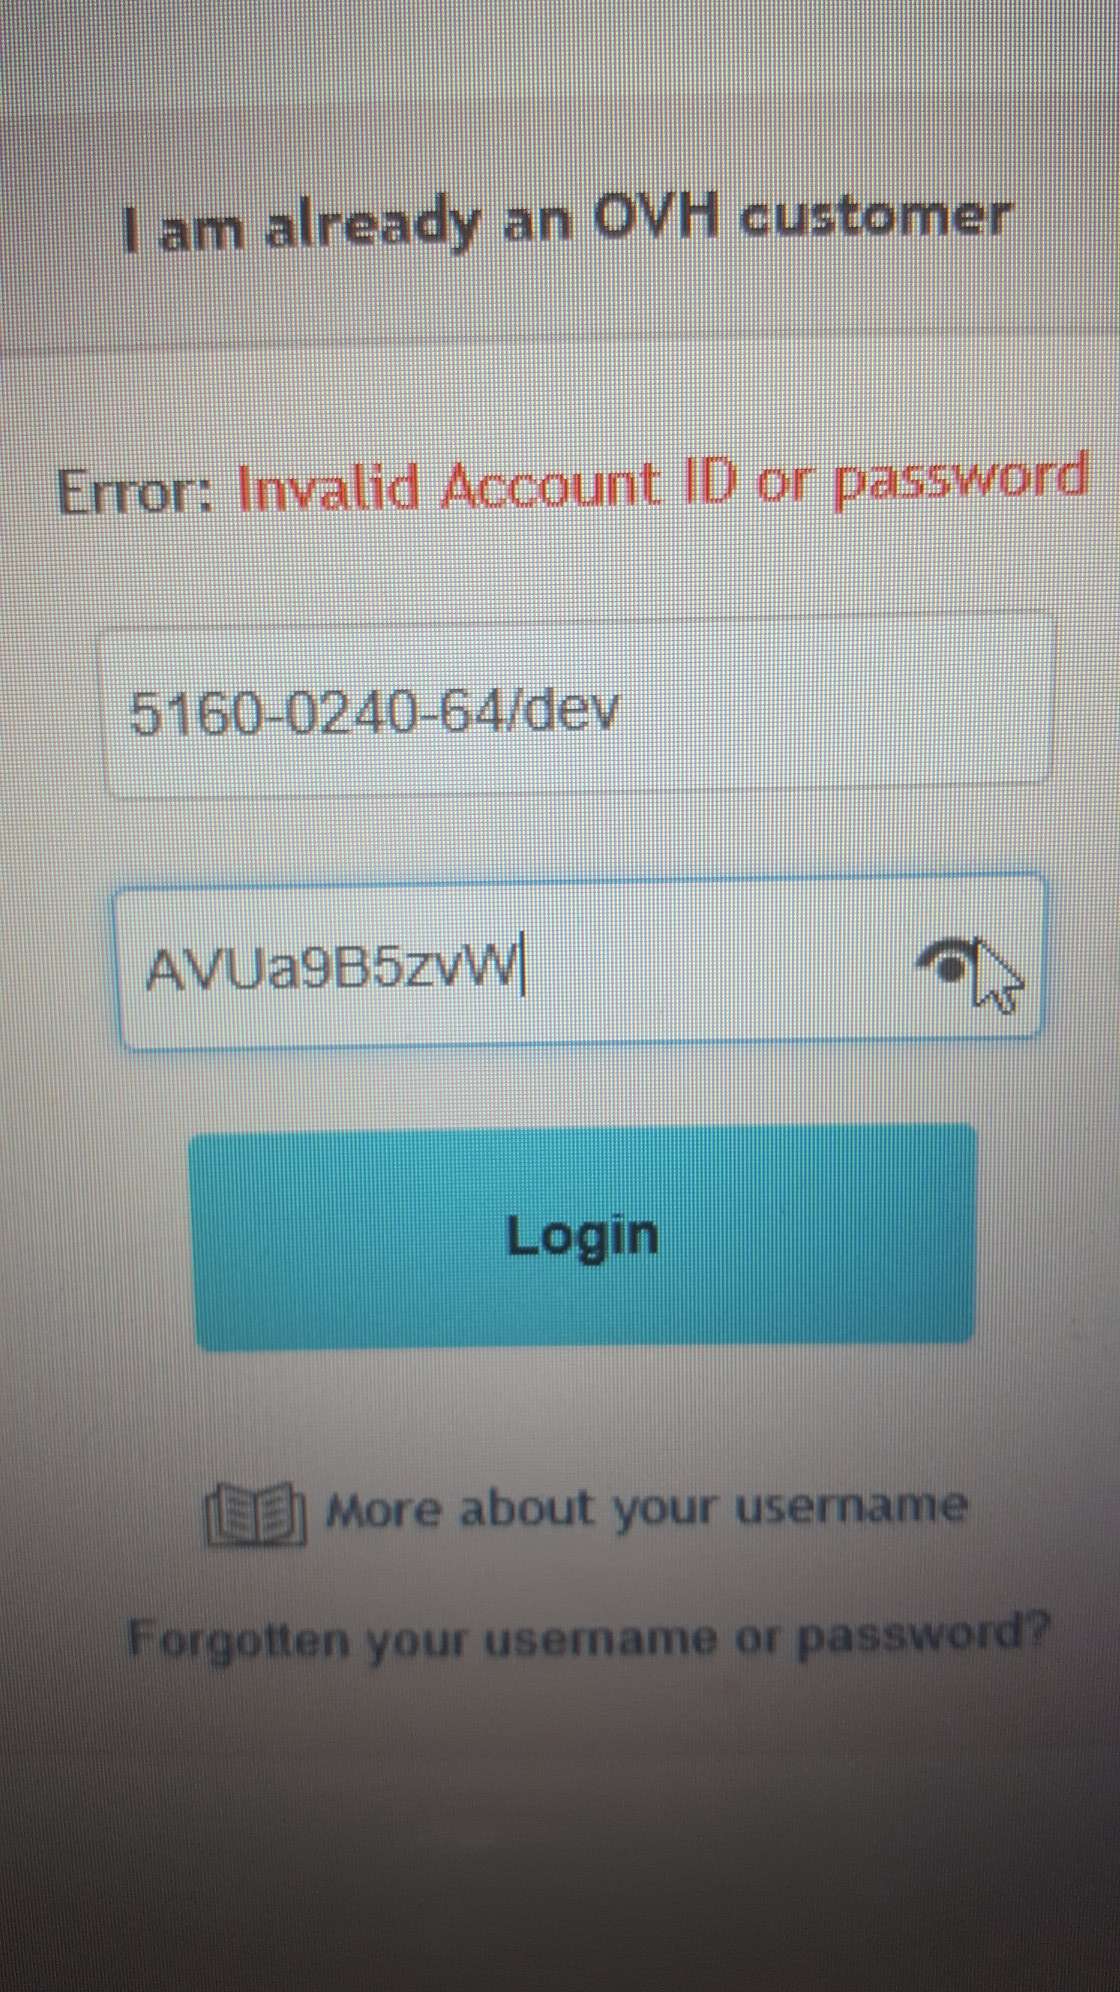 I am already an OVH customer
Error: Invalid Account ID or password
5160-0240-64/dev
AVUa9B5zvW
Login
More about your username
Forgotten your username or password?